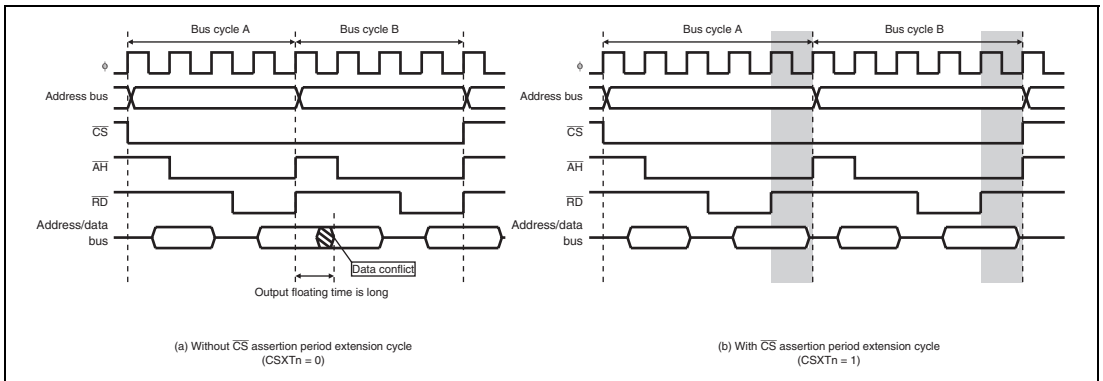 Bus cycle A
Bus cycle B
φ
Address bus
CS
AH
RD
Address/data
bus
Data conflict
Output floating time is long
(a) Without CS assertion period extension cycle
(CSXTn = 0)
Bus cycle A
Bus cycle B
φ
Address bus
CS
AH
RD
Address/data
bus
(b) With CS assertion period extension cycle
(CSXTn = 1)